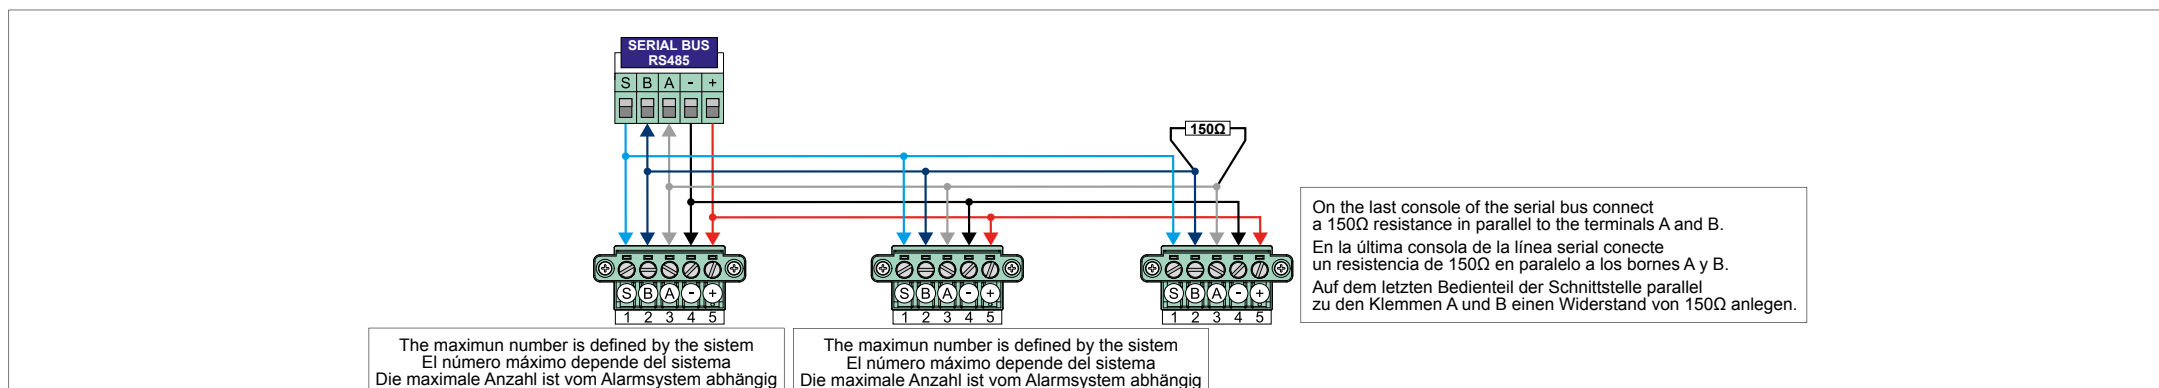 SERIAL BUS
RS485
S B A - +
150Ω
On the last console of the serial bus connect
a 150Ω resistance in parallel to the terminals A and B.
En la última consola de la línea serial conecte
un resistencia de 150Ω en paralelo a los bornes A y B.
Auf dem letzten Bedienteil der Schnittstelle parallel
zu den Klemmen A und B einen Widerstand von 150Ω anlegen.
S B A - +
1 2 3 4 5
S B A - +
1 2 3 4 5
S B A - +
1 2 3 4 5
The maximun number is defined by the sistem
El número máximo depende del sistema
Die maximale Anzahl ist vom Alarmsystem abhängig
The maximun number is defined by the sistem
El número máximo depende del sistema
Die maximale Anzahl ist vom Alarmsystem abhängig